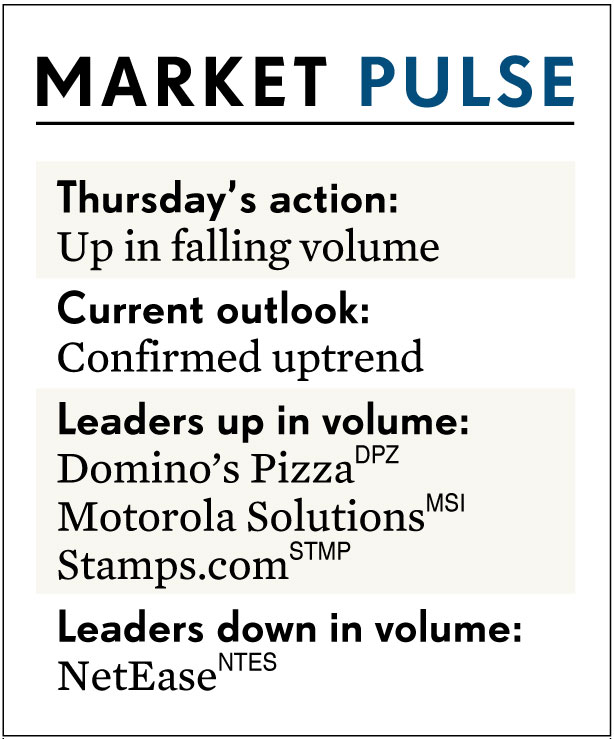 MARKET PULSE
Thursday's action:
Up in falling volume
Current outlook:
Confirmed uptrend
Leaders up in volume:
Domino's Pizza DPZ
Motorola Solutions MSI
Stamps.com STMP
Leaders down in volume:
NetEase NTES